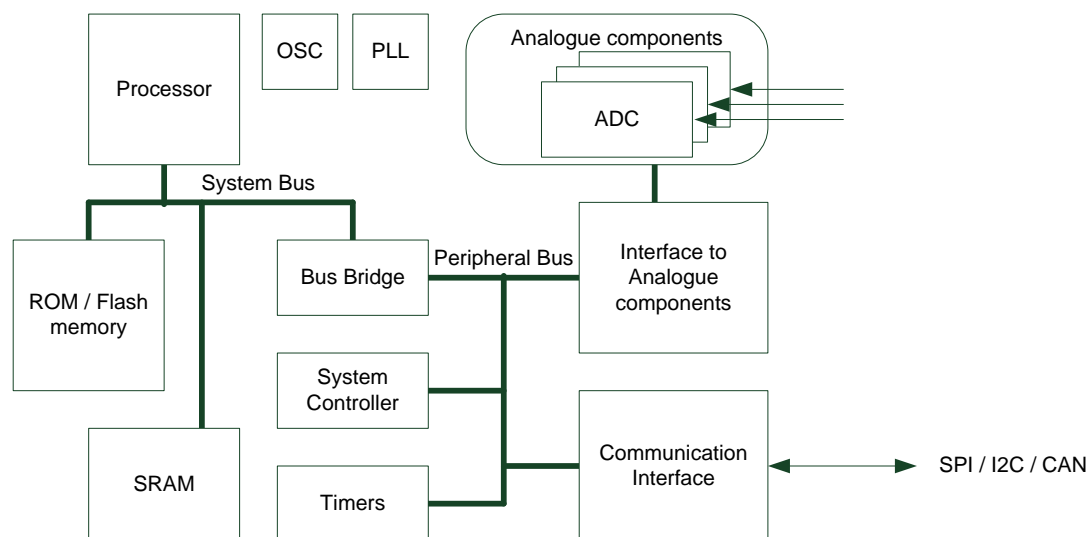 Processor
OSC
PLL
Analogue components
ADC
System Bus
ROM / Flash
memory
Bus Bridge
Peripheral Bus
Interface to
Analogue
components
System
Controller
SRAM
Timers
Communication
Interface
SPI / I2C / CAN